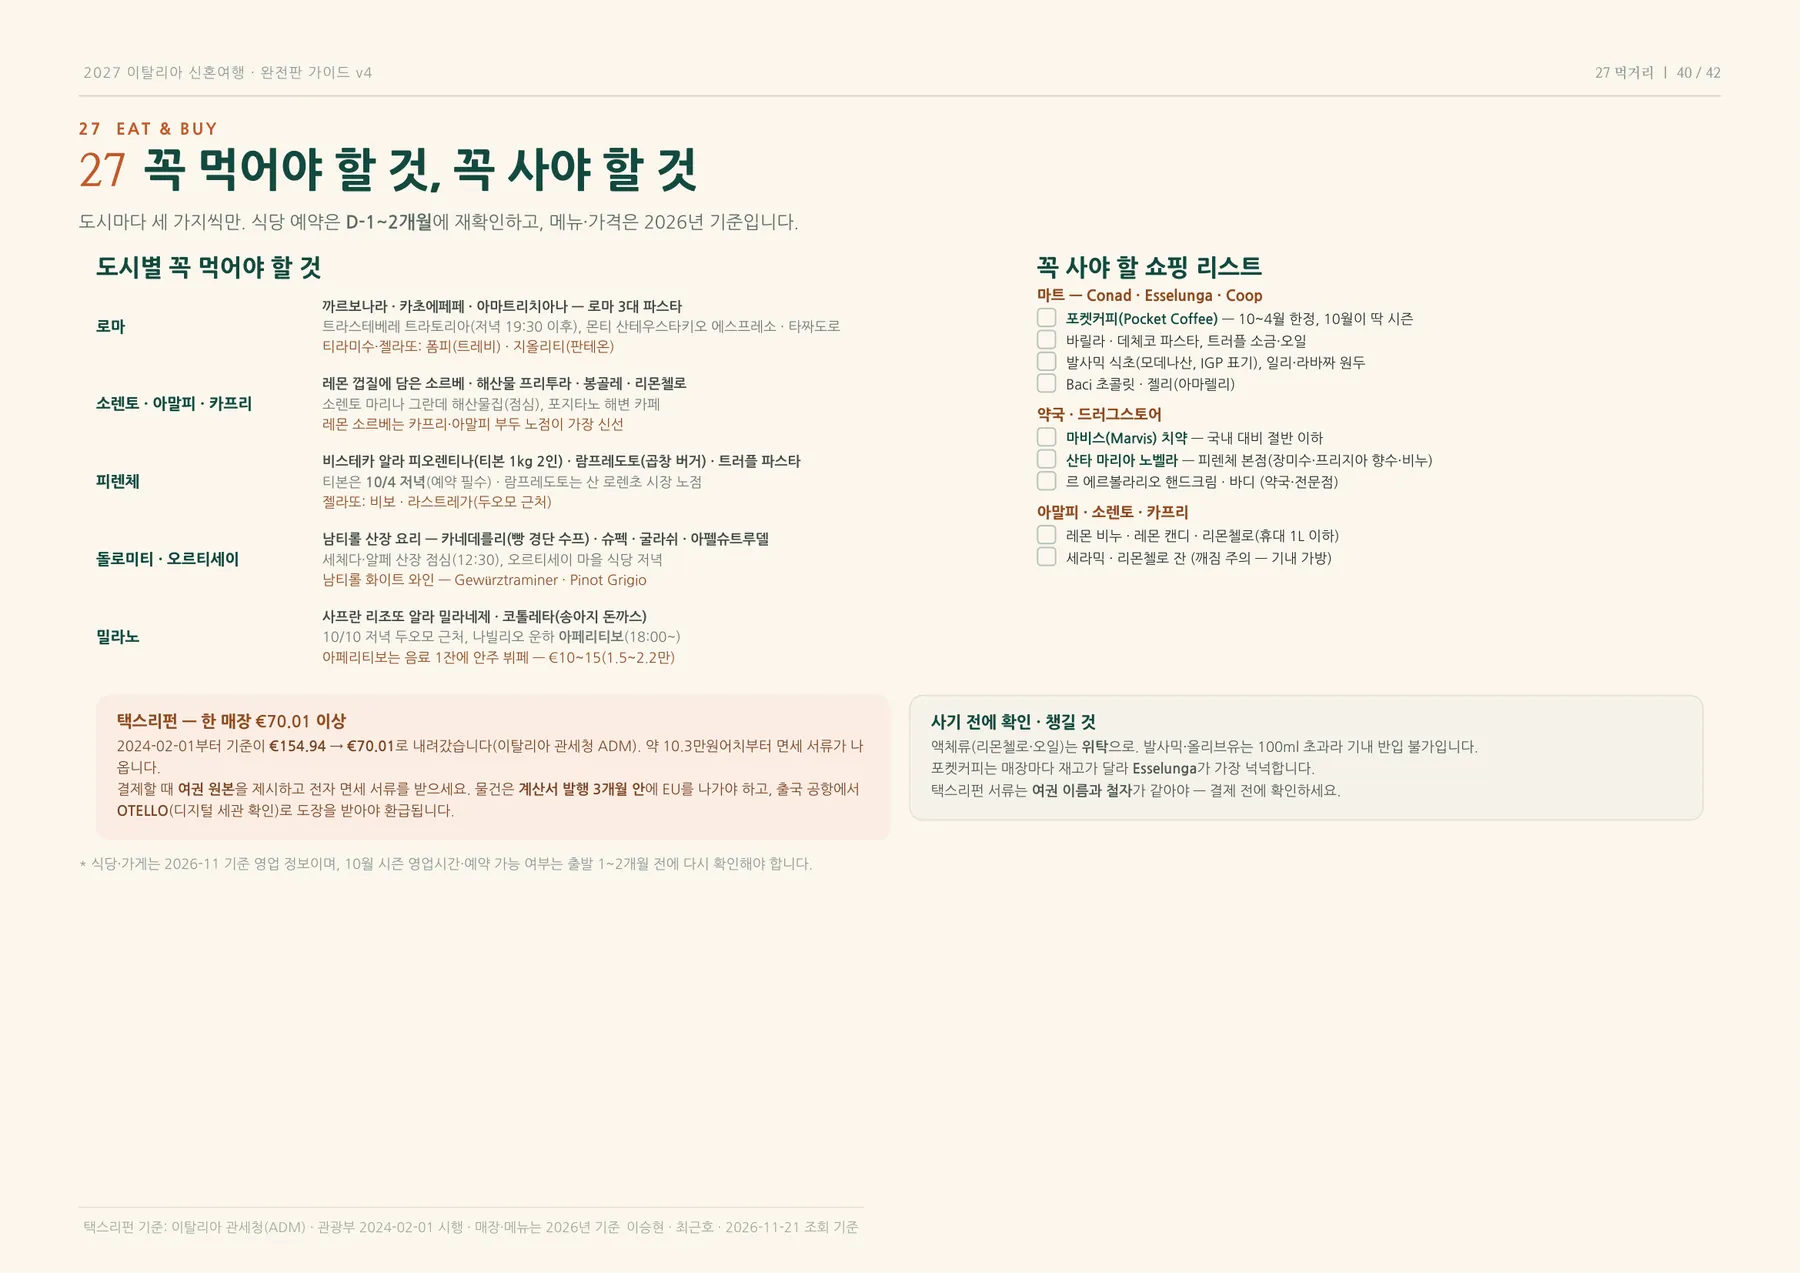 2027 이탈리아 신혼여행 · 완전판 가이드 v4
27 먹거리 | 40 / 42
27 EAT & BUY
27 꼭 먹어야 할 것, 꼭 사야 할 것
도시마다 세 가지씩만. 식당 예약은 D-1~2개월에 재확인하고, 메뉴·가격은 2026년 기준입니다.
도시별 꼭 먹어야 할 것
로마
까르보나라 · 카초에페페 · 아마트리치아나 — 로마 3대 파스타
트라스테베레 트라토리아(저녁 19:30 이후), 몬티 산테우스타키오 에스프레소 · 타짜도로
티라미수·젤라또: 폼피(트레비) · 지올리티(판테온)
소렌토 · 아말피 · 카프리
레몬 껍질에 담은 소르베 · 해산물 프리투라 · 봉골레 · 리몬첼로
소렌토 마리나 그란데 해산물집(점심), 포지타노 해변 카페
레몬 소르베는 카프리·아말피 부두 노점이 가장 신선
피렌체
비스테카 알라 피오렌티나(티본 1kg 2인) · 람프레도토(곱창 버거) · 트러플 파스타
티본은 10/4 저녁(예약 필수) · 람프레도토는 산 로렌초 시장 노점
젤라또: 비보 · 라스트레가(두오모 근처)
돌로미티 · 오르티세이
남티롤 산장 요리 — 카네데를리(빵 경단 수프) · 슈펙 · 굴라쉬 · 아펠슈트루델
세체다·알페 산장 점심(12:30), 오르티세이 마을 식당 저녁
남티롤 화이트 와인 — Gewürztraminer · Pinot Grigio
밀라노
사프란 리조또 알라 밀라네제 · 코톨레타(송아지 돈까스)
10/10 저녁 두오모 근처, 나빌리오 운하 아페리티보(18:00~)
아페리티보는 음료 1잔에 안주 뷔페 — €10~15(1.5~2.2만)
꼭 사야 할 쇼핑 리스트
마트 — Conad · Esselunga · Coop
포켓커피(Pocket Coffee) — 10~4월 한정, 10월이 딱 시즌
바릴라 · 데체코 파스타, 트러플 소금·오일
발사믹 식초(모데나산, IGP 표기), 일리·라바짜 원두
Baci 초콜릿 · 젤리(아마렐리)
약국 · 드러그스토어
마비스(Marvis) 치약 — 국내 대비 절반 이하
산타 마리아 노벨라 — 피렌체 본점(장미수·프리지아 향수·비누)
르 에르볼라리오 핸드크림 · 바디 (약국·전문점)
아말피 · 소렌토 · 카프리
레몬 비누 · 레몬 캔디 · 리몬첼로(휴대 1L 이하)
세라믹 · 리몬첼로 잔 (깨짐 주의 — 기내 가방)
택스리펀 — 한 매장 €70.01 이상
2024-02-01부터 기준이 €154.94 → €70.01로 내려갔습니다(이탈리아 관세청 ADM). 약 10.3만원어치부터 면세 서류가 나
옵니다.
결제할 때 여권 원본을 제시하고 전자 면세 서류를 받으세요. 물건은 계산서 발행 3개월 안에 EU를 나가야 하고, 출국 공항에서
OTELLO(디지털 세관 확인)로 도장을 받아야 환급됩니다.
사기 전에 확인 · 챙길 것
액체류(리몬첼로·오일)는 위탁으로. 발사믹·올리브유는 100ml 초과라 기내 반입 불가입니다.
포켓커피는 매장마다 재고가 달라 Esselunga가 가장 넉넉합니다.
택스리펀 서류는 여권 이름과 철자가 같아야 — 결제 전에 확인하세요.
* 식당·가게는 2026-11 기준 영업 정보이며, 10월 시즌 영업시간·예약 가능 여부는 출발 1~2개월 전에 다시 확인해야 합니다.
택스리펀 기준: 이탈리아 관세청(ADM) · 관광부 2024-02-01 시행 · 매장·메뉴는 2026년 기준 이승현 · 최근호 · 2026-11-21 조회 기준